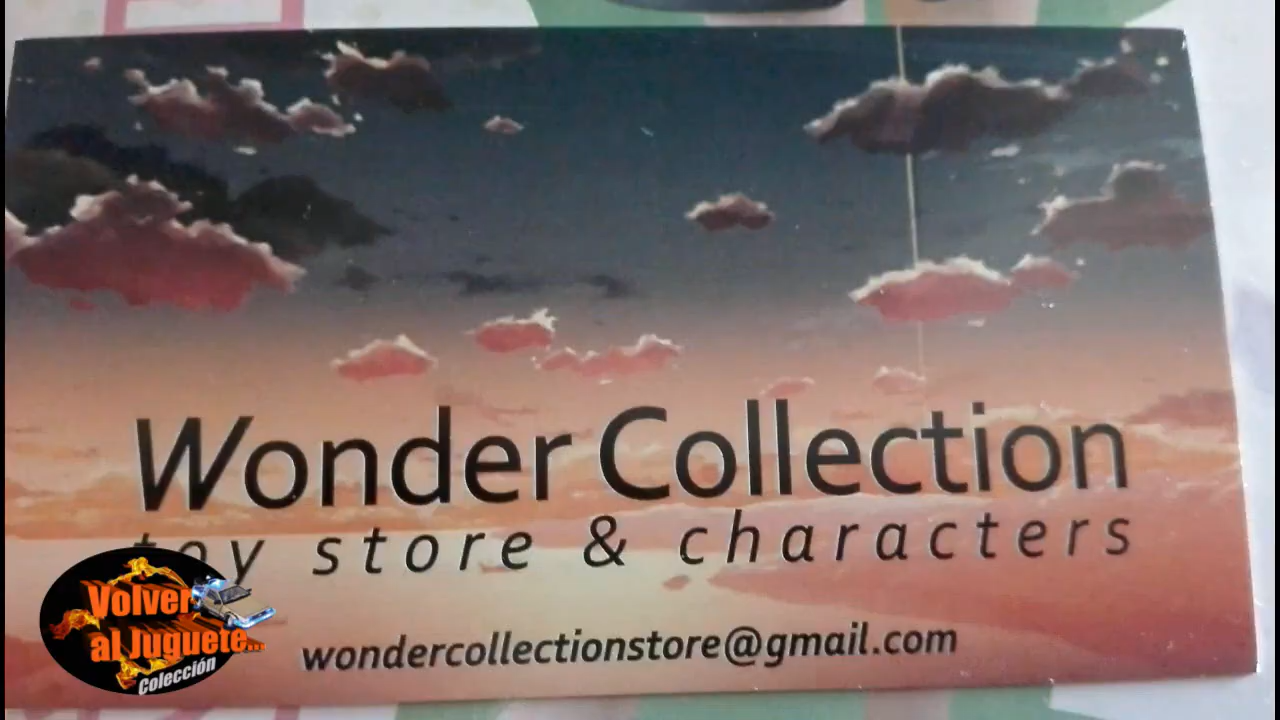 Wonder Collection
toy store & characters
wondercollectionstore@gmail.com
Volver
al Juguete...
Colección